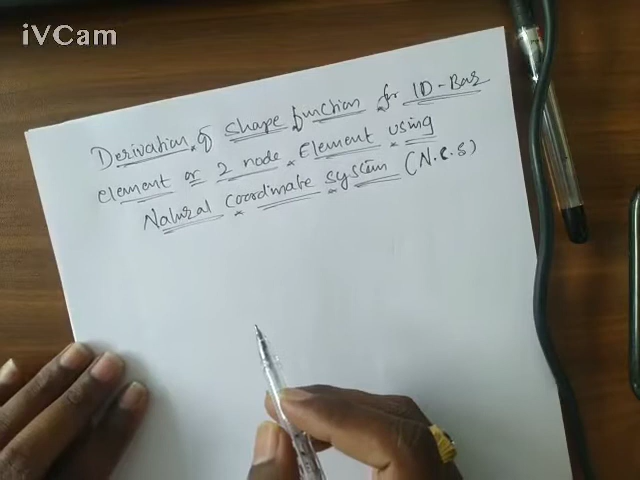 iVCam
Derivation of shape function for 1D-Bar
element or 2 node Element using
Natural coordinate system (N.C.S)